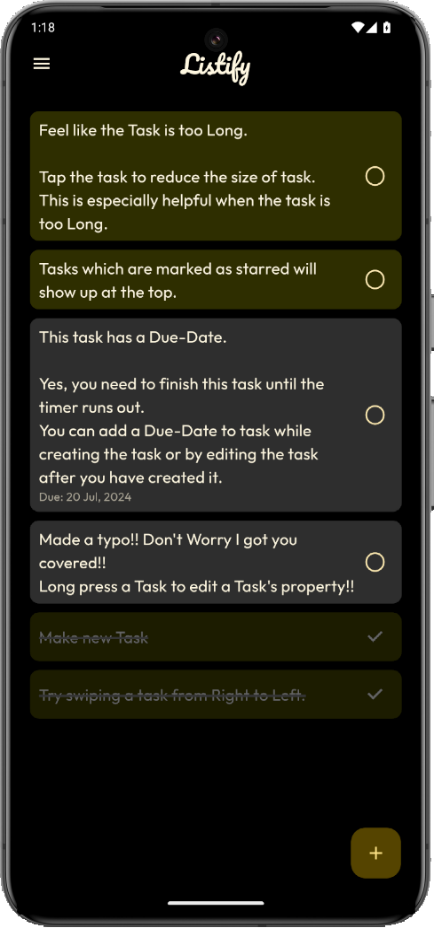 1:18
Listify
Feel like the Task is too Long.
Tap the task to reduce the size of task.
This is especially helpful when the task is
too Long.
Tasks which are marked as starred will
show up at the top.
This task has a Due-Date.
Yes, you need to finish this task until the
timer runs out.
You can add a Due-Date to task while
creating the task or by editing the task
after you have created it.
Due: 20 Jul, 2024
Made a typo!! Don't Worry I got you
covered!!
Long press a Task to edit a Task's property!!
Make new Task
Try swiping a task from Right to Left.
+